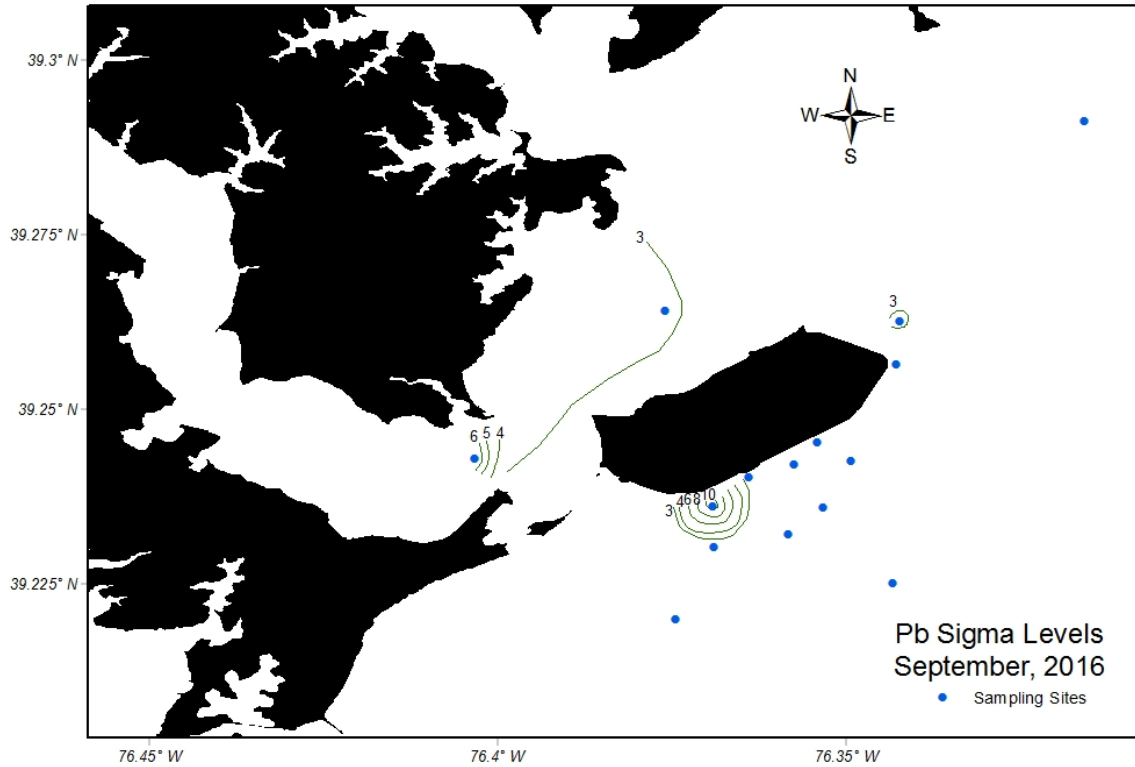 39.3° N
N
W E
S
39.275° N
3
3
39.25° N
6 5 4
3 4 6 8 10
39.225° N
Pb Sigma Levels
September, 2016
Sampling Sites
76.45° W 76.4° W 76.35° W